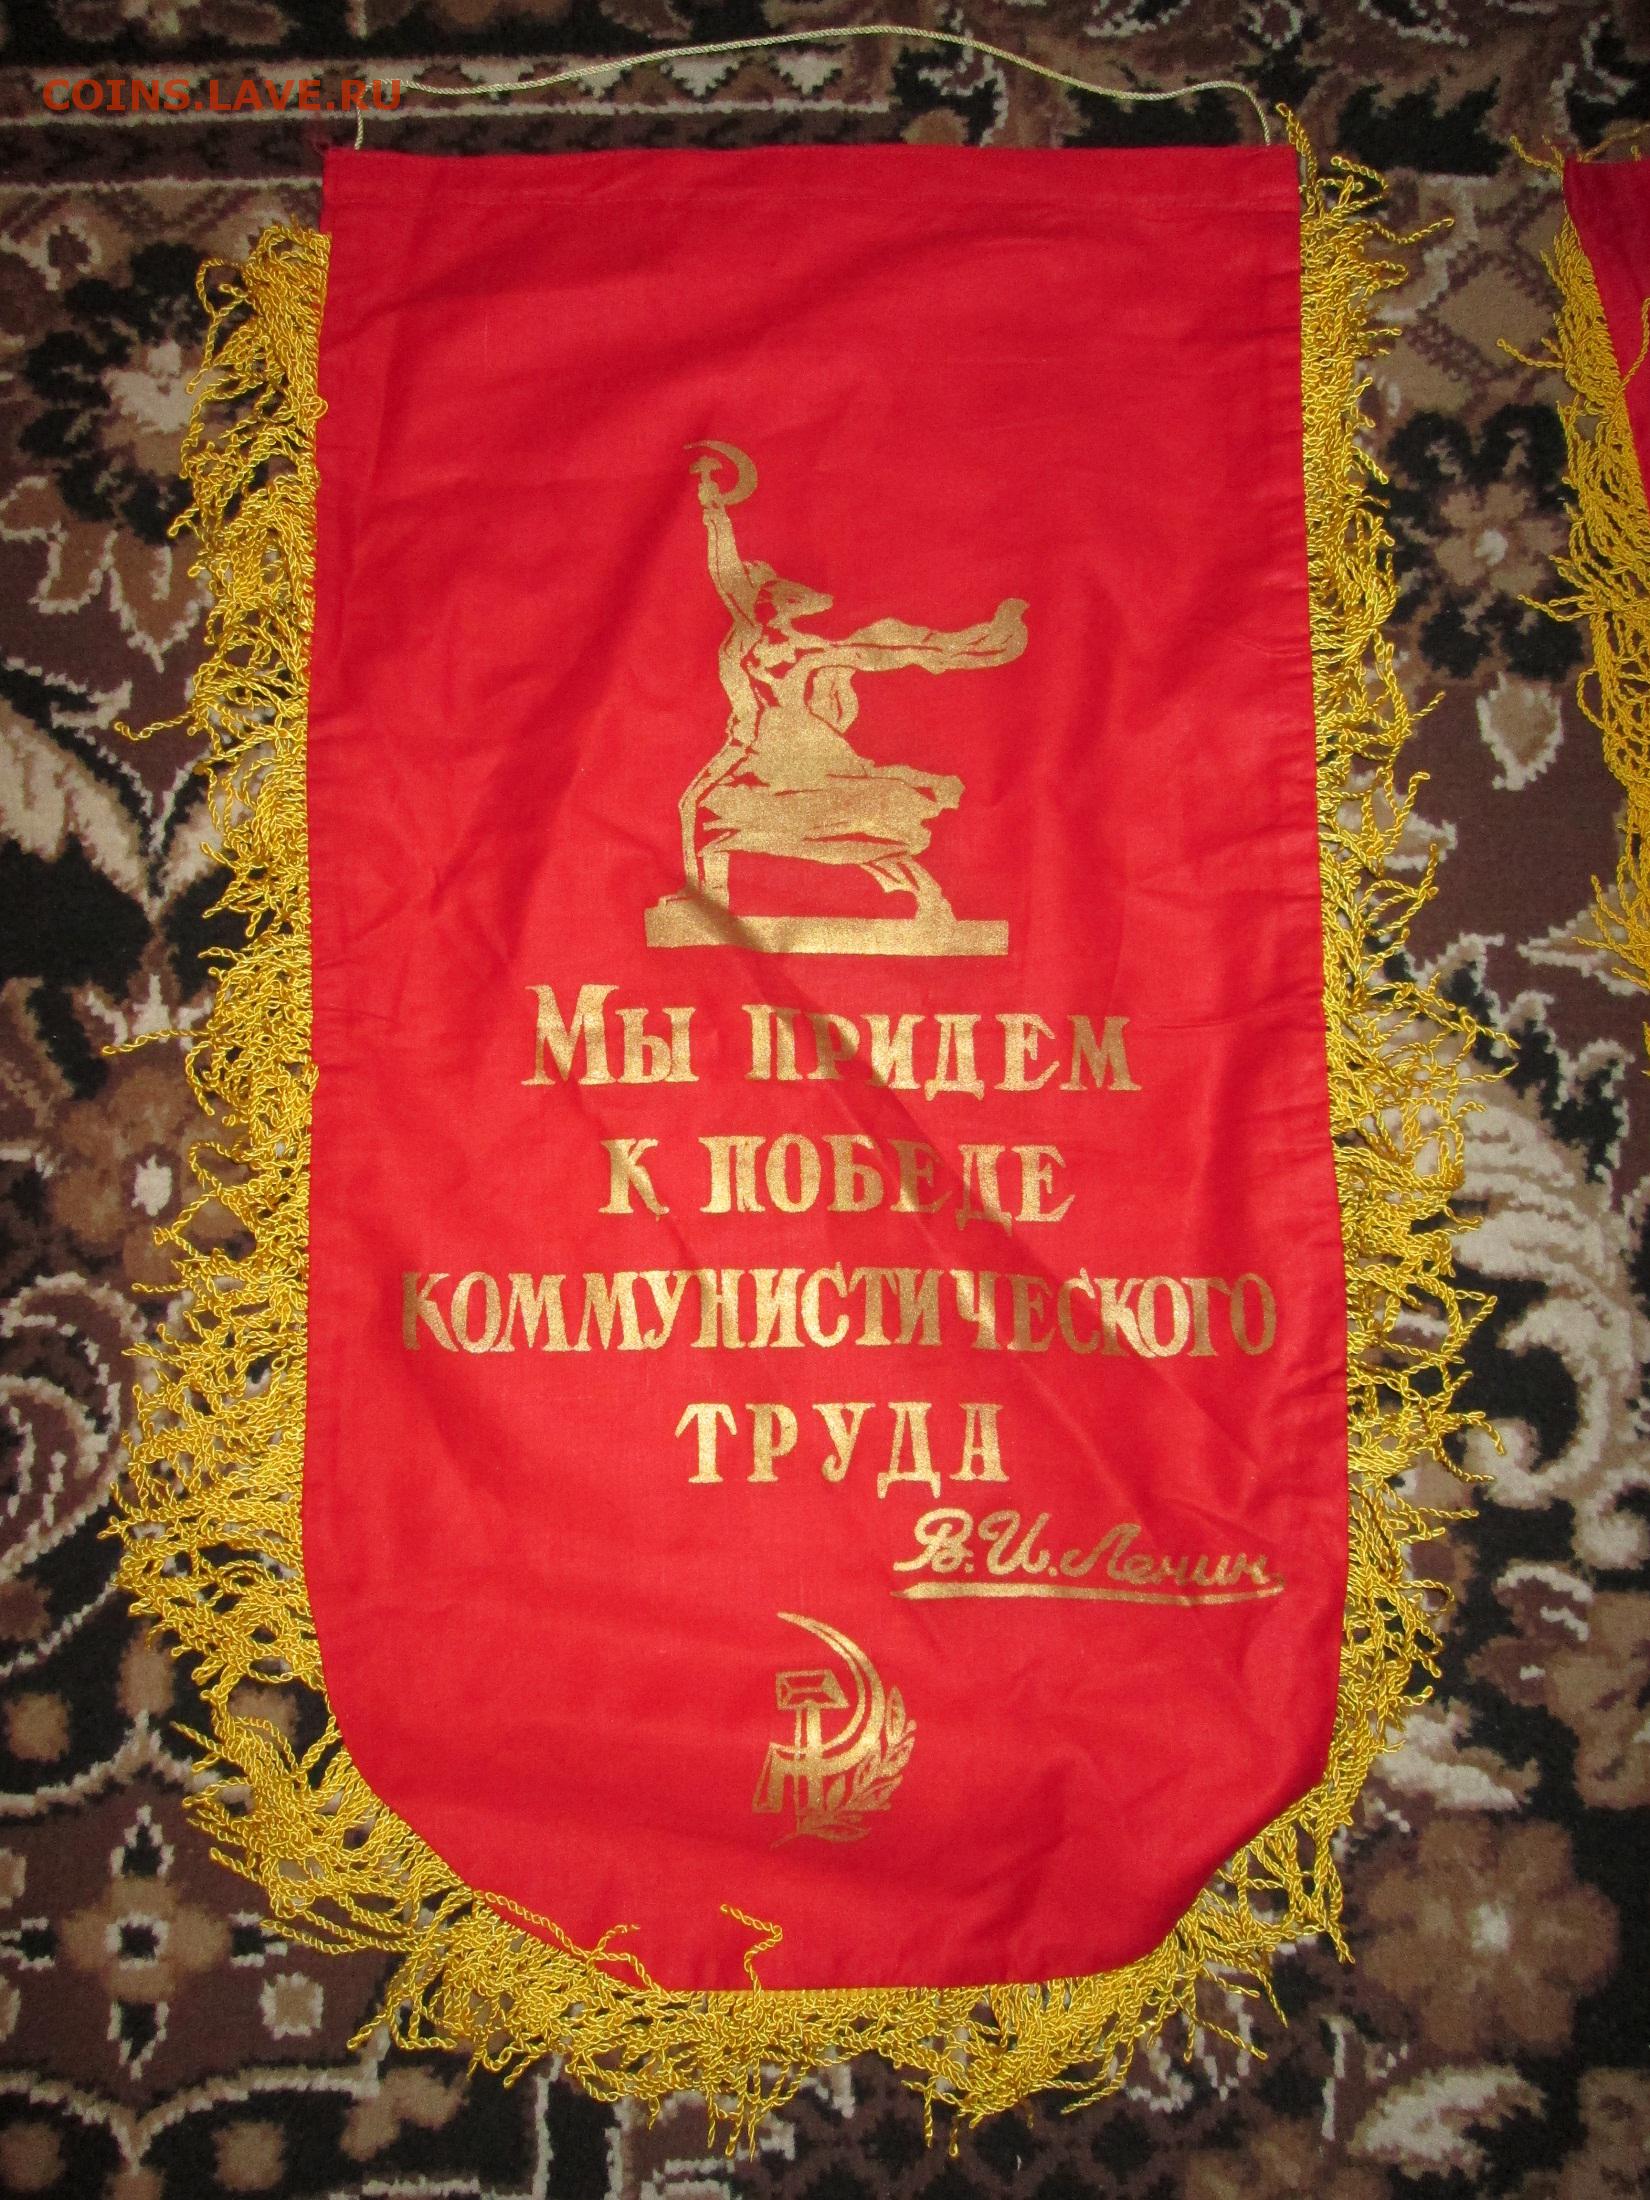 COINS.LAVE.RU
Мы придем
к победе
коммунистического
труда
В. И. Ленин